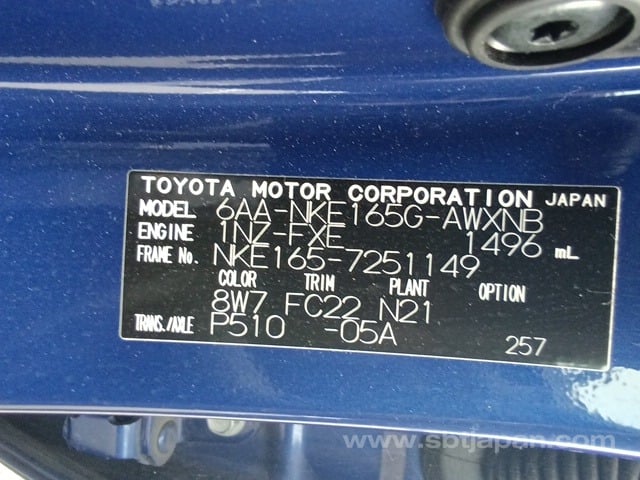 TOYOTA MOTOR CORPORATION JAPAN
MODEL 6AA-NKE165G-AWXNB
ENGINE 1NZ-FXE 1496 mL
FRAME No. NKE165-7251149
COLOR TRIM PLANT OPTION
8W7 FC22 N21
TRANS./AXLE P510 -05A
257
www.sbtjapan.com